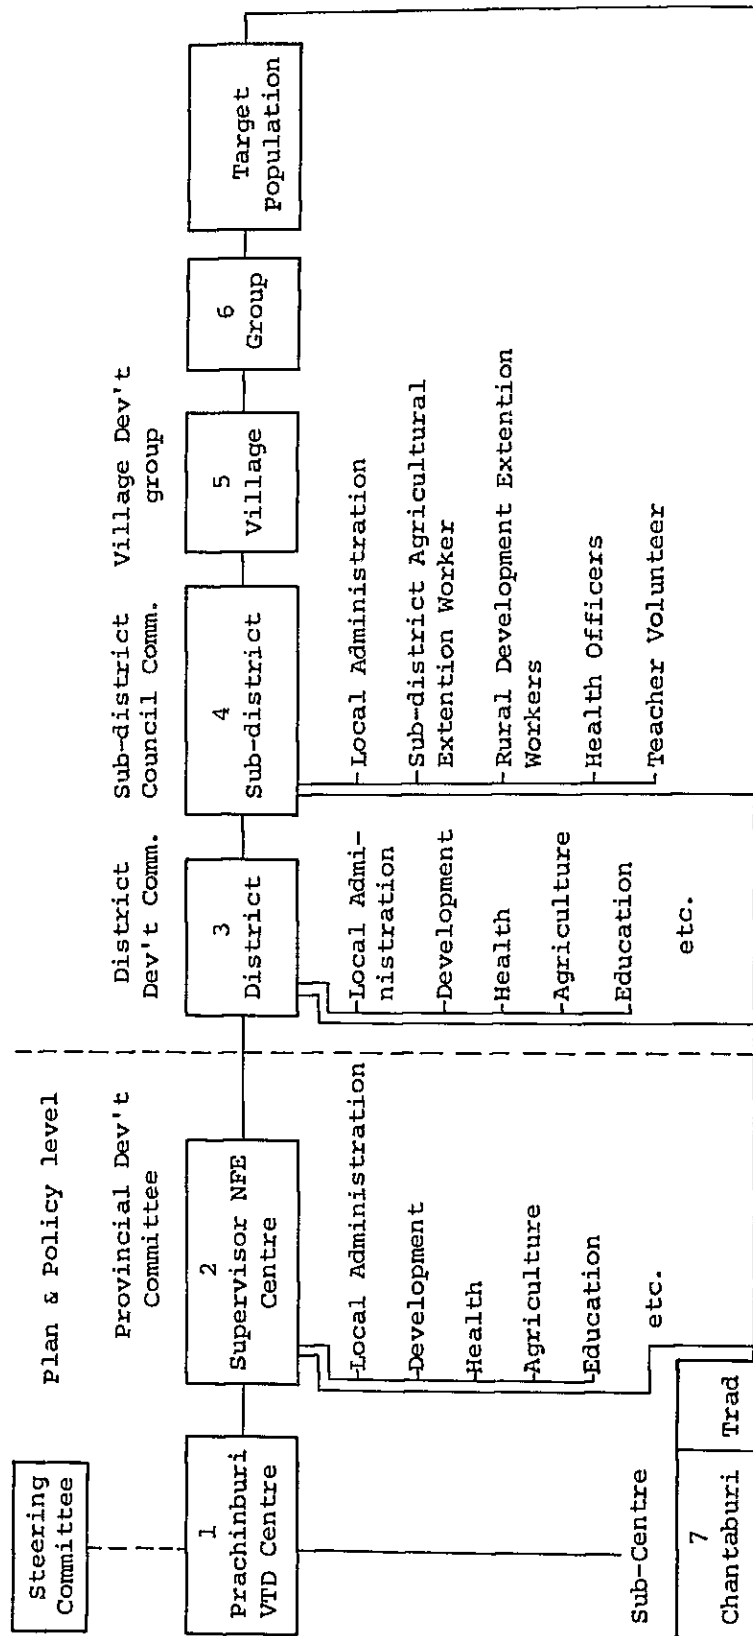 Steering
Committee
Plan & Policy level
Provincial Dev't
Committee
District
Dev't Comm.
Sub-district
Council Comm.
Village Dev't
group
1
Prachinburi
VTD Centre
2
Supervisor NFE
Centre
3
District
4
Sub-district
5
Village
6
Group
Target
Population
Local Administration
Development
Health
Agriculture
Education
etc.
Local Admi-
nistration
Development
Health
Agriculture
Education
etc.
Local Administration
Sub-district Agricultural
Extention Worker
Rural Development Extention
Workers
Health Officers
Teacher Volunteer
Sub-Centre
7
Chantaburi
Trad